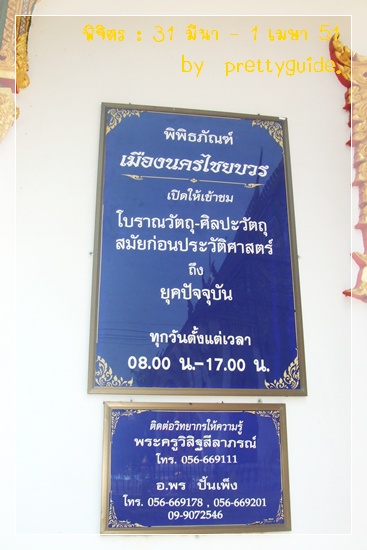 พิจิตร : 31 มีนา - 1 เมษา 51
by prettyguide
พิพิธภัณฑ์
เมืองนครไชยบวร
เปิดให้เข้าชม
โบราณวัตถุ-ศิลปะวัตถุ
สมัยก่อนประวัติศาสตร์
ถึง
ยุคปัจจุบัน
ทุกวันตั้งแต่เวลา
08.00 น.-17.00 น.
ติดต่อวิทยากรให้ความรู้
พระครูวิสิฐสีลาภรณ์
โทร. 056-669111
อ.พร ปั้นเพ็ง
โทร. 056-669178 , 056-669201
09-9072546